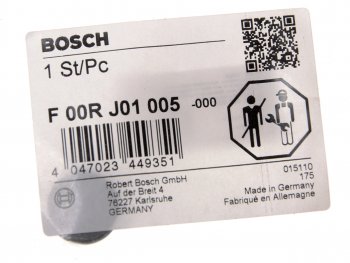 BOSCH
1 St/Pc
F 00R J01 005 -000
4 047023 449351
015110
175
Robert Bosch GmbH
Auf der Breit 4
76227 Karlsruhe
GERMANY
Made in Germany
Fabriqué en Allemagne